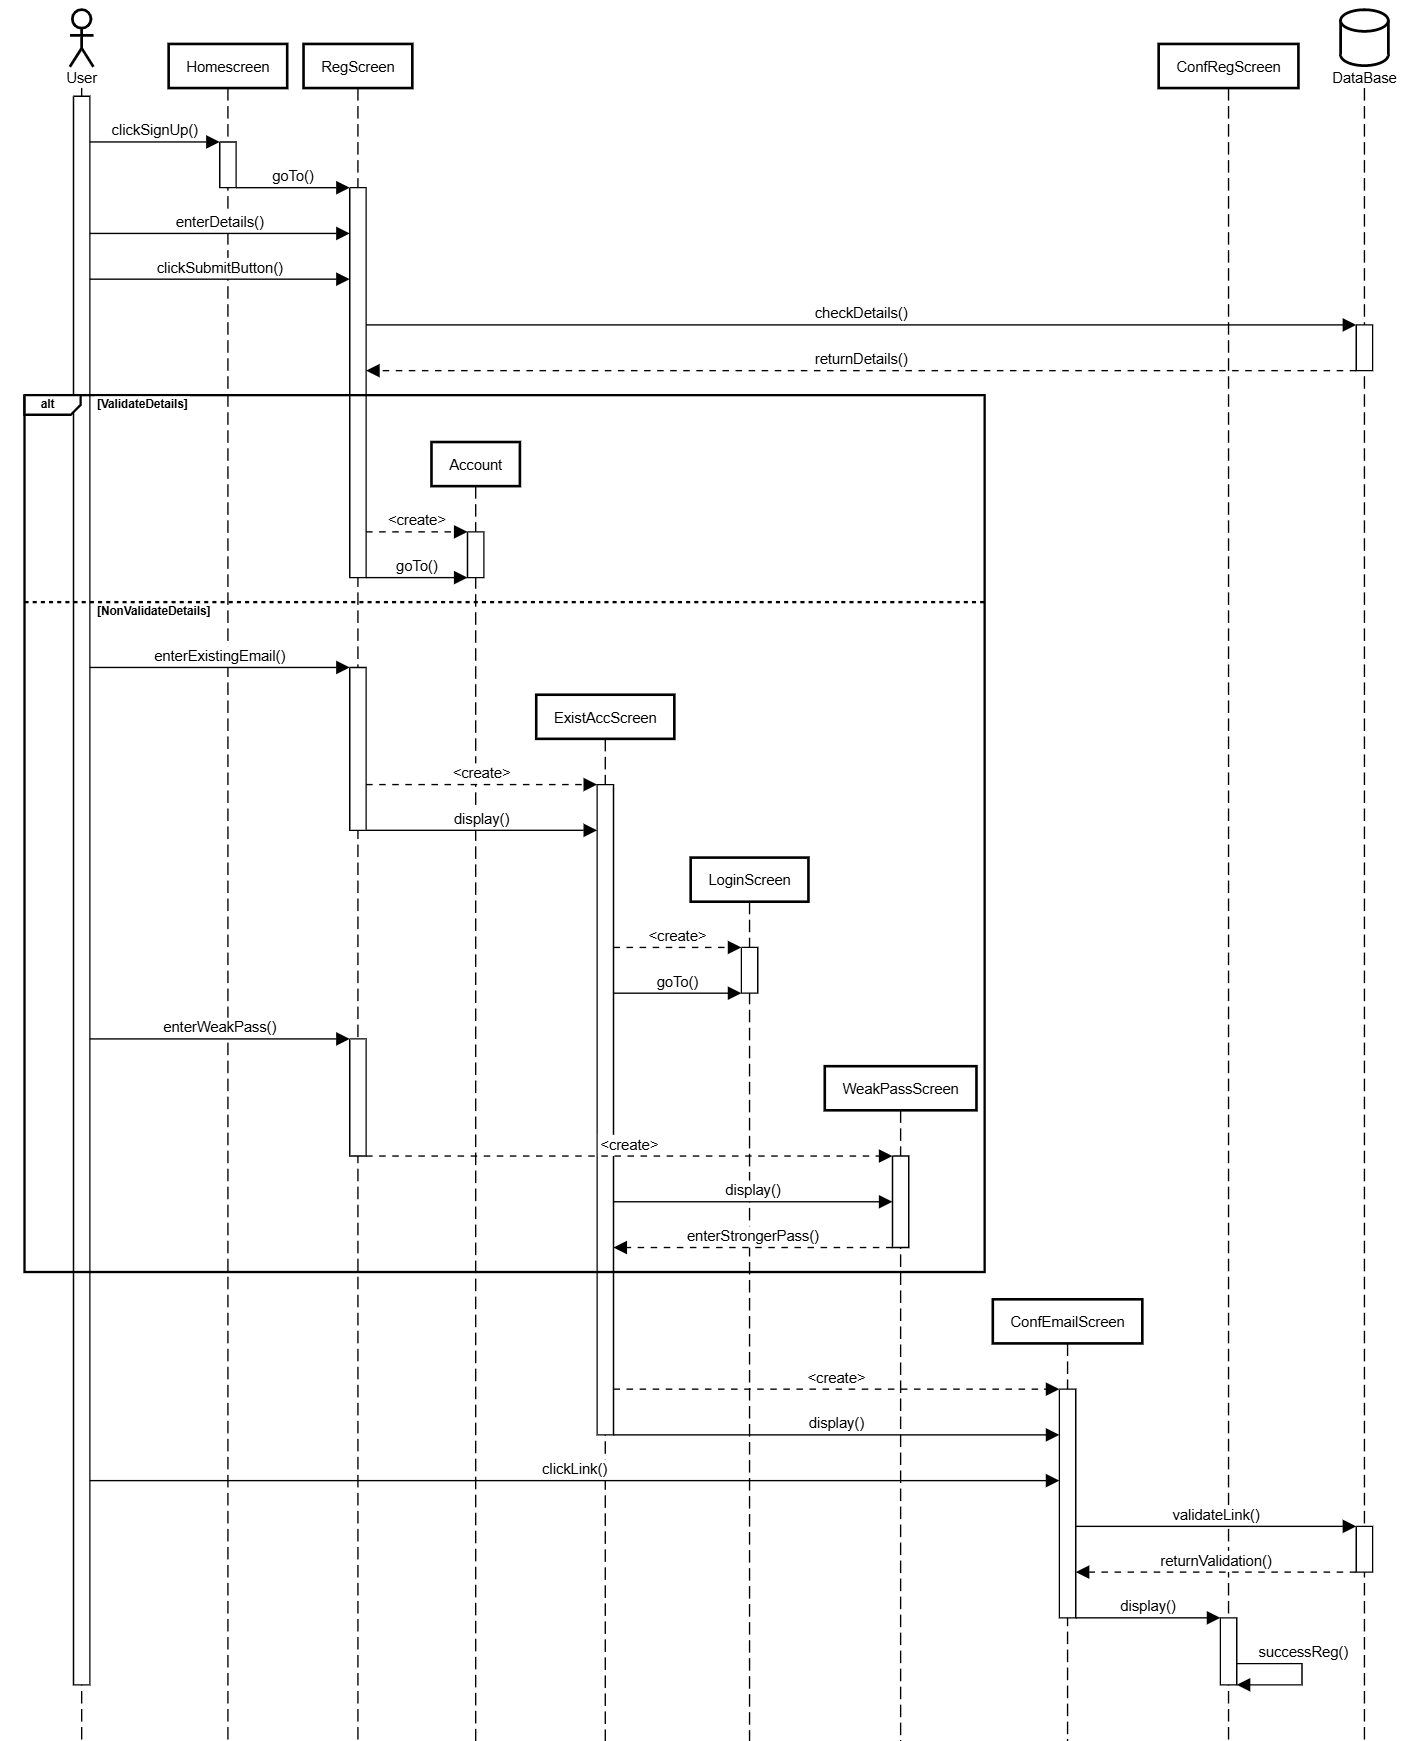 User
Homescreen
RegScreen
ConfRegScreen
DataBase
clickSignUp()
goTo()
enterDetails()
clickSubmitButton()
checkDetails()
returnDetails()
alt
[ValidateDetails]
Account
<create>
goTo()
[NonValidateDetails]
enterExistingEmail()
ExistAccScreen
<create>
display()
LoginScreen
<create>
goTo()
enterWeakPass()
WeakPassScreen
<create>
display()
enterStrongerPass()
ConfEmailScreen
<create>
display()
clickLink()
validateLink()
returnValidation()
display()
successReg()